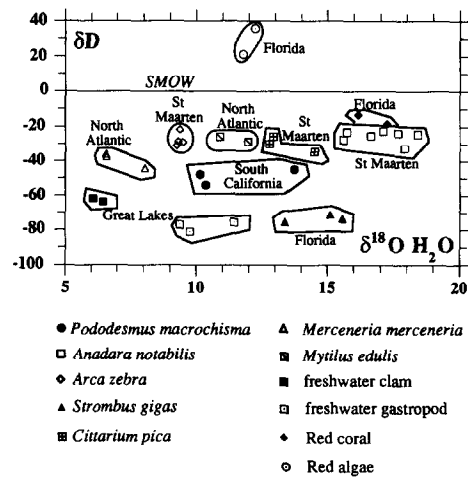 40
δD
20
Florida
0
SMOW
St Maarten
North Atlantic
St Maarten
Florida
-20
North Atlantic
St Maarten
-40
South California
-60
Great Lakes
-80
Florida
δ¹⁸O H₂O
-100
5 10 15 20
Pododesmus macrochisma
Anadara notabilis
Arca zebra
Strombus gigas
Cittarium pica
Merceneria merceneria
Mytilus edulis
freshwater clam
freshwater gastropod
Red coral
Red algae